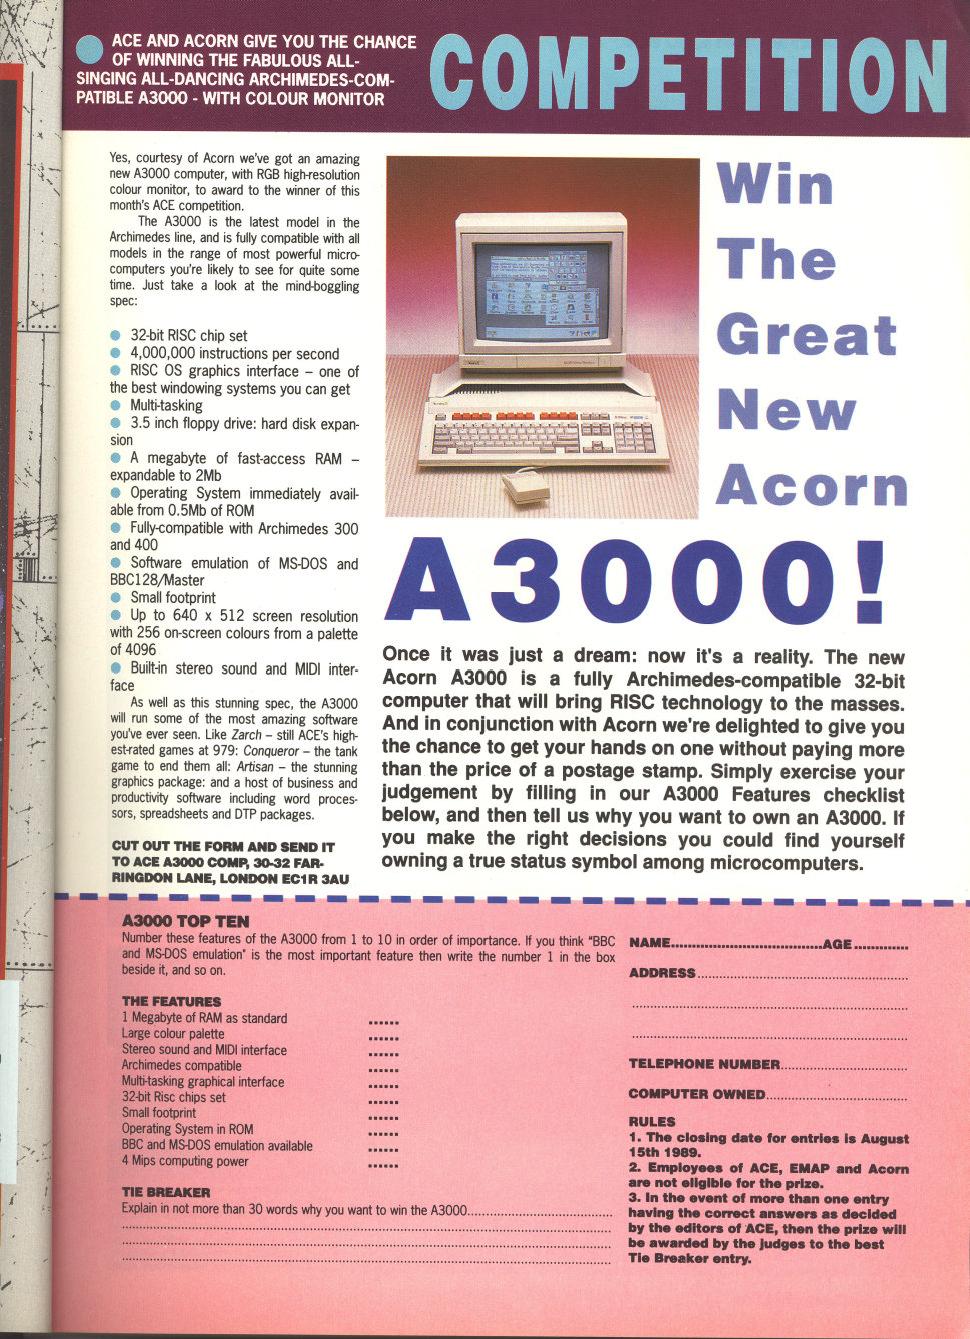 ACE AND ACORN GIVE YOU THE CHANCE
OF WINNING THE FABULOUS ALL-
SINGING ALL-DANCING ARCHIMEDES-COM-
PATIBLE A3000 - WITH COLOUR MONITOR
COMPETITION
Yes, courtesy of Acorn we've got an amazing
new A3000 computer, with RGB high-resolution
colour monitor, to award to the winner of this
month's ACE competition.
The A3000 is the latest model in the
Archimedes line, and is fully compatible with all
models in the range of most powerful micro-
computers you're likely to see for quite some
time. Just take a look at the mind-boggling
spec:
● 32-bit RISC chip set
● 4,000,000 instructions per second
● RISC OS graphics interface – one of
the best windowing systems you can get
● Multi-tasking
● 3.5 inch floppy drive: hard disk expan-
sion
● A megabyte of fast-access RAM –
expandable to 2Mb
● Operating System immediately avail-
able from 0.5Mb of ROM
● Fully-compatible with Archimedes 300
and 400
● Software emulation of MS-DOS and
BBC128/Master
● Small footprint
● Up to 640 x 512 screen resolution
with 256 on-screen colours from a palette
of 4096
● Built-in stereo sound and MIDI inter-
face
As well as this stunning spec, the A3000
will run some of the most amazing software
you've ever seen. Like Zarch – still ACE's high-
est-rated games at 979: Conqueror – the tank
game to end them all: Artisan – the stunning
graphics package: and a host of business and
productivity software including word proces-
sors, spreadsheets and DTP packages.
CUT OUT THE FORM AND SEND IT
TO ACE A3000 COMP, 30-32 FAR-
RINGDON LANE, LONDON EC1R 3AU
Win
The
Great
New
Acorn
A3000!
Once it was just a dream: now it's a reality. The new
Acorn A3000 is a fully Archimedes-compatible 32-bit
computer that will bring RISC technology to the masses.
And in conjunction with Acorn we're delighted to give you
the chance to get your hands on one without paying more
than the price of a postage stamp. Simply exercise your
judgement by filling in our A3000 Features checklist
below, and then tell us why you want to own an A3000. If
you make the right decisions you could find yourself
owning a true status symbol among microcomputers.
A3000 TOP TEN
Number these features of the A3000 from 1 to 10 in order of importance. If you think "BBC
and MS-DOS emulation" is the most important feature then write the number 1 in the box
beside it, and so on.
THE FEATURES
1 Megabyte of RAM as standard ......
Large colour palette ......
Stereo sound and MIDI interface ......
Archimedes compatible ......
Multi-tasking graphical interface ......
32-bit Risc chips set ......
Small footprint ......
Operating System in ROM ......
BBC and MS-DOS emulation available ......
4 Mips computing power ......
TIE BREAKER
Explain in not more than 30 words why you want to win the A3000..............................
NAME....................................AGE.............
ADDRESS....................................................
TELEPHONE NUMBER..............................
COMPUTER OWNED.................................
RULES
1. The closing date for entries is August
15th 1989.
2. Employees of ACE, EMAP and Acorn
are not eligible for the prize.
3. In the event of more than one entry
having the correct answers as decided
by the editors of ACE, then the prize will
be awarded by the judges to the best
Tie Breaker entry.